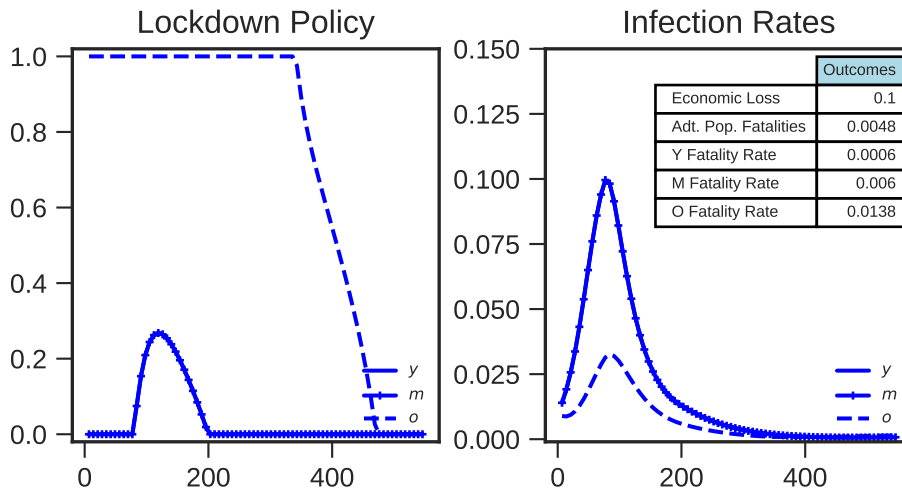 Lockdown Policy
1.0
0.8
0.6
0.4
0.2
0.0
0
200
400
y
m
o
Infection Rates
0.150
0.125
0.100
0.075
0.050
0.025
0.000
0
200
400
Outcomes
Economic Loss 0.1
Adt. Pop. Fatalities 0.0048
Y Fatality Rate 0.0006
M Fatality Rate 0.006
O Fatality Rate 0.0138
y
m
o